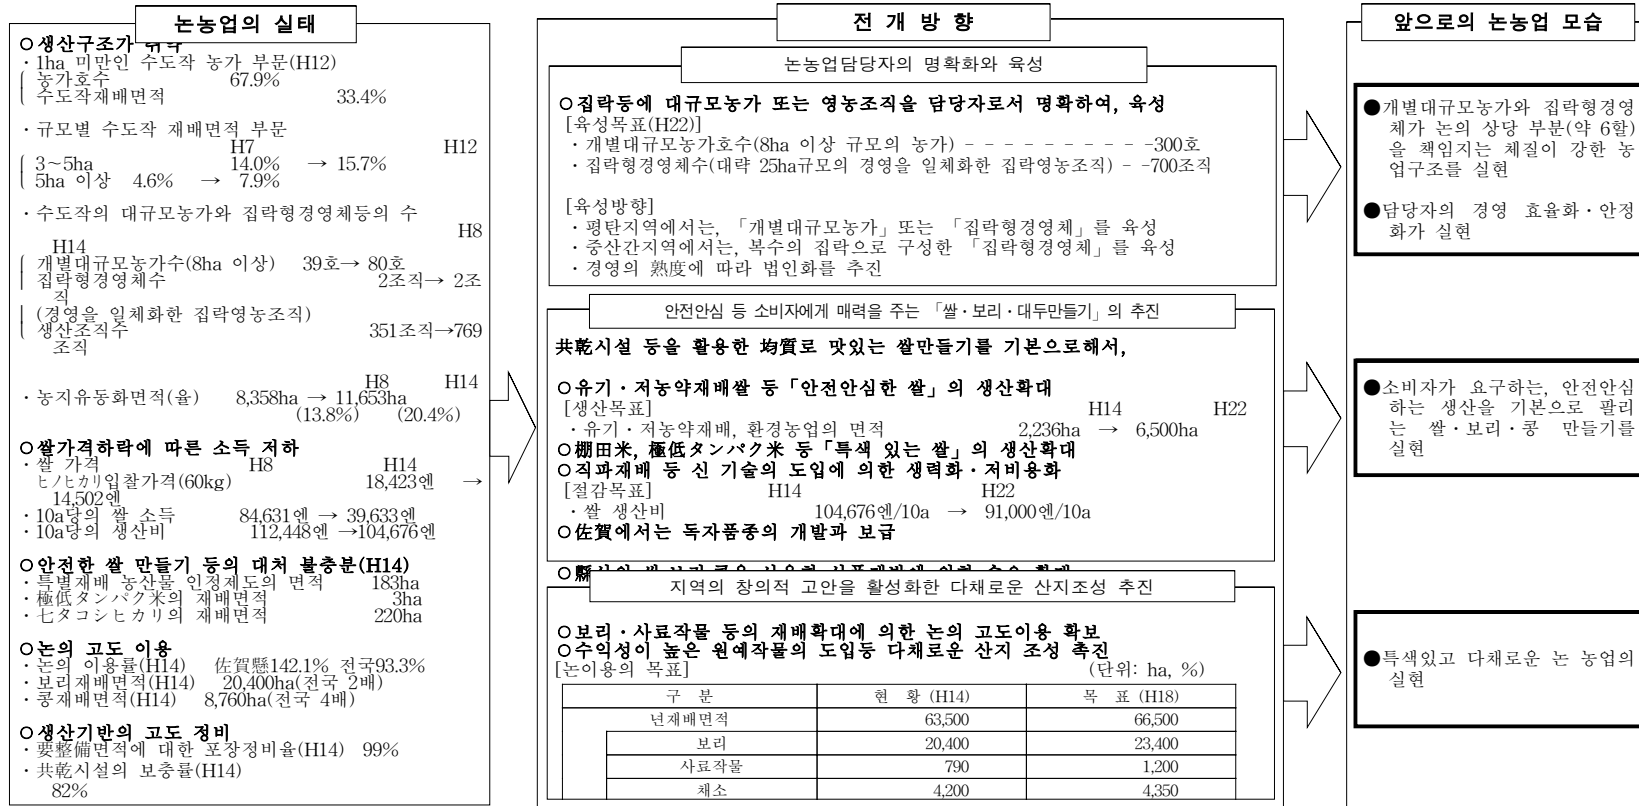 논농업의 실태
○생산구조가 취약
· 1ha 미만인 수도작 농가 부문(H12)
농가호수 67.9%
수도작재배면적 33.4%
· 규모별 수도작 재배면적 부문
H7 H12
3~5ha 14.0% → 15.7%
5ha 이상 4.6% → 7.9%
· 수도작의 대규모농가와 집락형경영체등의 수
H8
H14
개별대규모농가수(8ha 이상) 39호→ 80호
집락형경영체수 2조직→ 2조
직
(경영을 일체화한 집락영농조직)
생산조직수 351조직→769
조직
H8 H14
· 농지유동화면적(율) 8,358ha → 11,653ha
(13.8%) (20.4%)
○쌀가격하락에 따른 소득 저하
· 쌀 가격 H8 H14
ヒノヒカリ입찰가격(60kg) 18,423엔 →
14,502엔
· 10a당의 쌀 소득 84,631엔 → 39,633엔
· 10a당의 생산비 112,448엔 →104,676엔
○안전한 쌀 만들기 등의 대처 불충분(H14)
· 특별재배 농산물 인정제도의 면적 183ha
· 極低タンパク米의 재배면적 3ha
· 七タコシヒカリ의 재배면적 220ha
○논의 고도 이용
· 논의 이용률(H14) 佐賀縣142.1% 전국93.3%
· 보리재배면적(H14) 20,400ha(전국 2배)
· 콩재배면적(H14) 8,760ha(전국 4배)
○생산기반의 고도 정비
· 要整備면적에 대한 포장정비율(H14) 99%
· 共乾시설의 보충률(H14)
82%
전 개 방 향
논농업담당자의 명확화와 육성
○집락등에 대규모농가 또는 영농조직을 담당자로서 명확하여, 육성
[육성목표(H22)]
· 개별대규모농가호수(8ha 이상 규모의 농가) - - - - - - - - - - -300호
· 집락형경영체수(대략 25ha규모의 경영을 일체화한 집락영농조직) - -700조직
[육성방향]
· 평탄지역에서는, 「개별대규모농가」 또는 「집락형경영체」를 육성
· 중산간지역에서는, 복수의 집락으로 구성한 「집락형경영체」를 육성
· 경영의 熟度에 따라 법인화를 추진
안전안심 등 소비자에게 매력을 주는 「쌀·보리·대두만들기」의 추진
共乾시설 등을 활용한 均質로 맛있는 쌀만들기를 기본으로해서,
○유기·저농약재배쌀 등「안전안심한 쌀」의 생산확대
[생산목표] H14 H22
· 유기·저농약재배, 환경농업의 면적 2,236ha → 6,500ha
○棚田米, 極低タンパク米 등「특색 있는 쌀」의 생산확대
○직파재배 등 신 기술의 도입에 의한 생력화·저비용화
[절감목표] H14 H22
· 쌀 생산비 104,676엔/10a → 91,000엔/10a
○佐賀에서는 독자품종의 개발과 보급
지역의 창의적 고안을 활성화한 다채로운 산지조성 추진
○보리·사료작물 등의 재배확대에 의한 논의 고도이용 확보
○수익성이 높은 원예작물의 도입등 다채로운 산지 조성 촉진
[논이용의 목표] (단위: ha, %)
구 분 현 황 (H14) 목 표 (H18)
년재배면적 63,500 66,500
보리 20,400 23,400
사료작물 790 1,200
채소 4,200 4,350
앞으로의 논농업 모습
●개별대규모농가와 집락형경영
체가 논의 상당 부문(약 6할)
을 책임지는 체질이 강한 농
업구조를 실현
●담당자의 경영 효율화·안정
화가 실현
●소비자가 요구하는, 안전안심
하는 생산을 기본으로 팔리
는 쌀·보리·콩 만들기를
실현
●특색있고 다채로운 논 농업의
실현